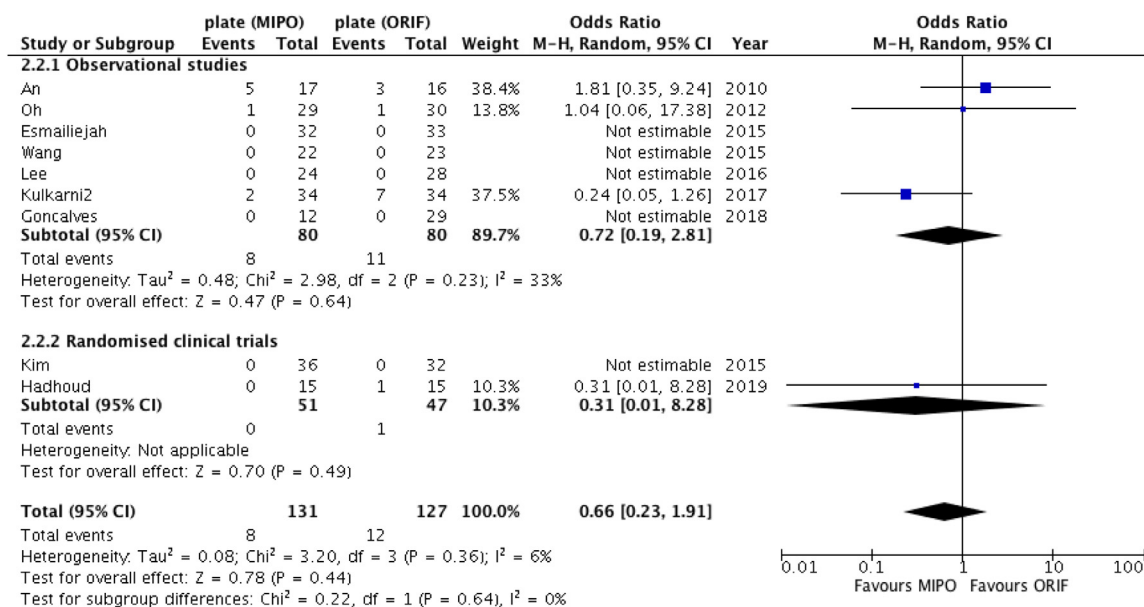 plate (MIPO) plate (ORIF) Odds Ratio Odds Ratio
Study or Subgroup Events Total Events Total Weight M-H, Random, 95% CI Year M-H, Random, 95% CI
2.2.1 Observational studies
An 5 17 3 16 38.4% 1.81 [0.35, 9.24] 2010
Oh 1 29 1 30 13.8% 1.04 [0.06, 17.38] 2012
Esmailiejah 0 32 0 33 Not estimable 2015
Wang 0 22 0 23 Not estimable 2015
Lee 0 24 0 28 Not estimable 2016
Kulkarni2 2 34 7 34 37.5% 0.24 [0.05, 1.26] 2017
Goncalves 0 12 0 29 Not estimable 2018
Subtotal (95% CI) 80 80 89.7% 0.72 [0.19, 2.81]
Total events 8 11
Heterogeneity: Tau² = 0.48; Chi² = 2.98, df = 2 (P = 0.23); I² = 33%
Test for overall effect: Z = 0.47 (P = 0.64)
2.2.2 Randomised clinical trials
Kim 0 36 0 32 Not estimable 2015
Hadhoud 0 15 1 15 10.3% 0.31 [0.01, 8.28] 2019
Subtotal (95% CI) 51 47 10.3% 0.31 [0.01, 8.28]
Total events 0 1
Heterogeneity: Not applicable
Test for overall effect: Z = 0.70 (P = 0.49)
Total (95% CI) 131 127 100.0% 0.66 [0.23, 1.91]
Total events 8 12
Heterogeneity: Tau² = 0.08; Chi² = 3.20, df = 3 (P = 0.36); I² = 6%
Test for overall effect: Z = 0.78 (P = 0.44)
Test for subgroup differences: Chi² = 0.22, df = 1 (P = 0.64), I² = 0%
0.01 0.1 1 10 100
Favours MIPO Favours ORIF